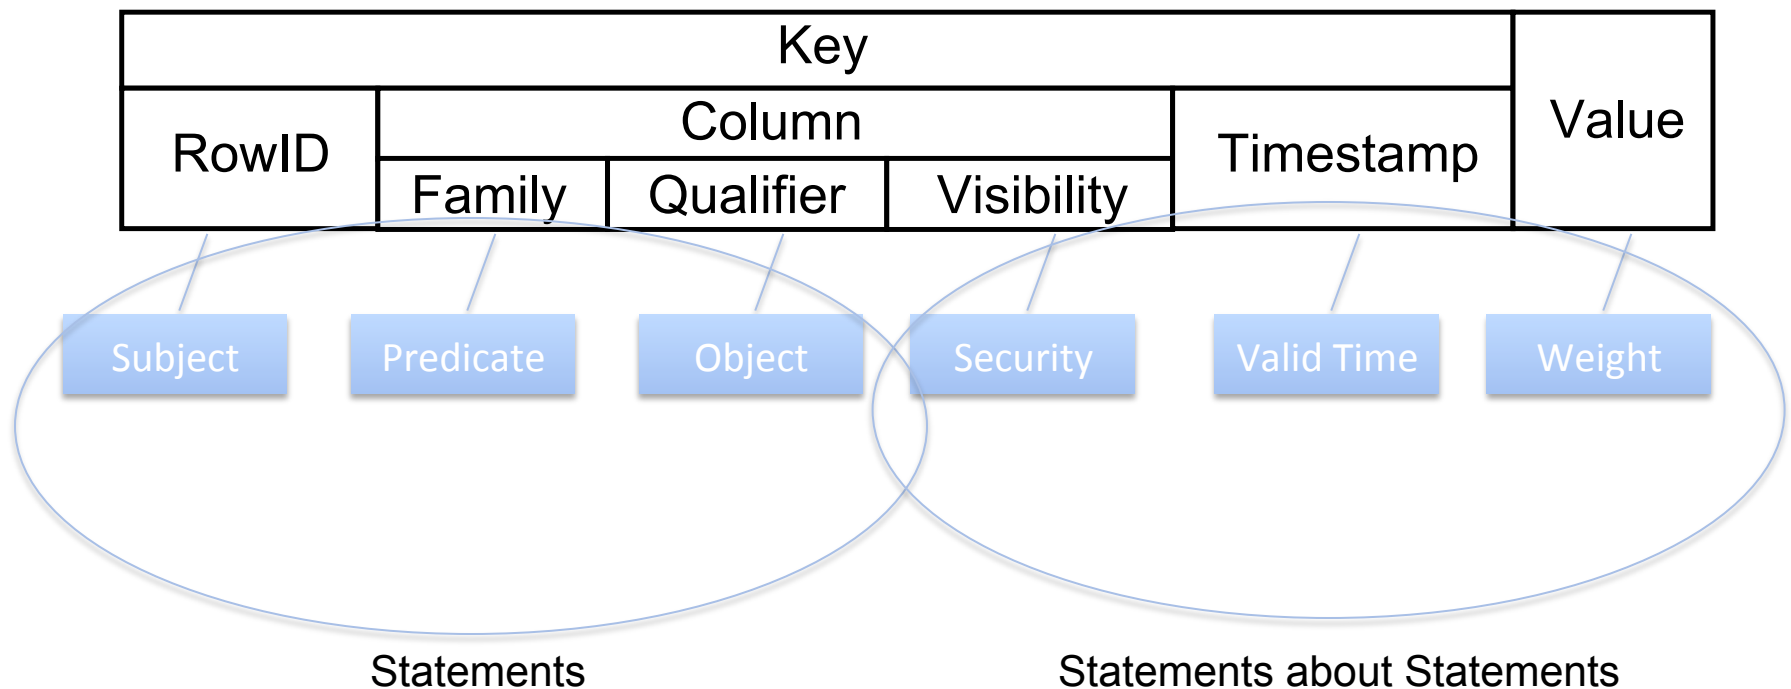 Key
Value
RowID
Column
Timestamp
Family
Qualifier
Visibility
Subject
Predicate
Object
Security
Valid Time
Weight
Statements
Statements about Statements